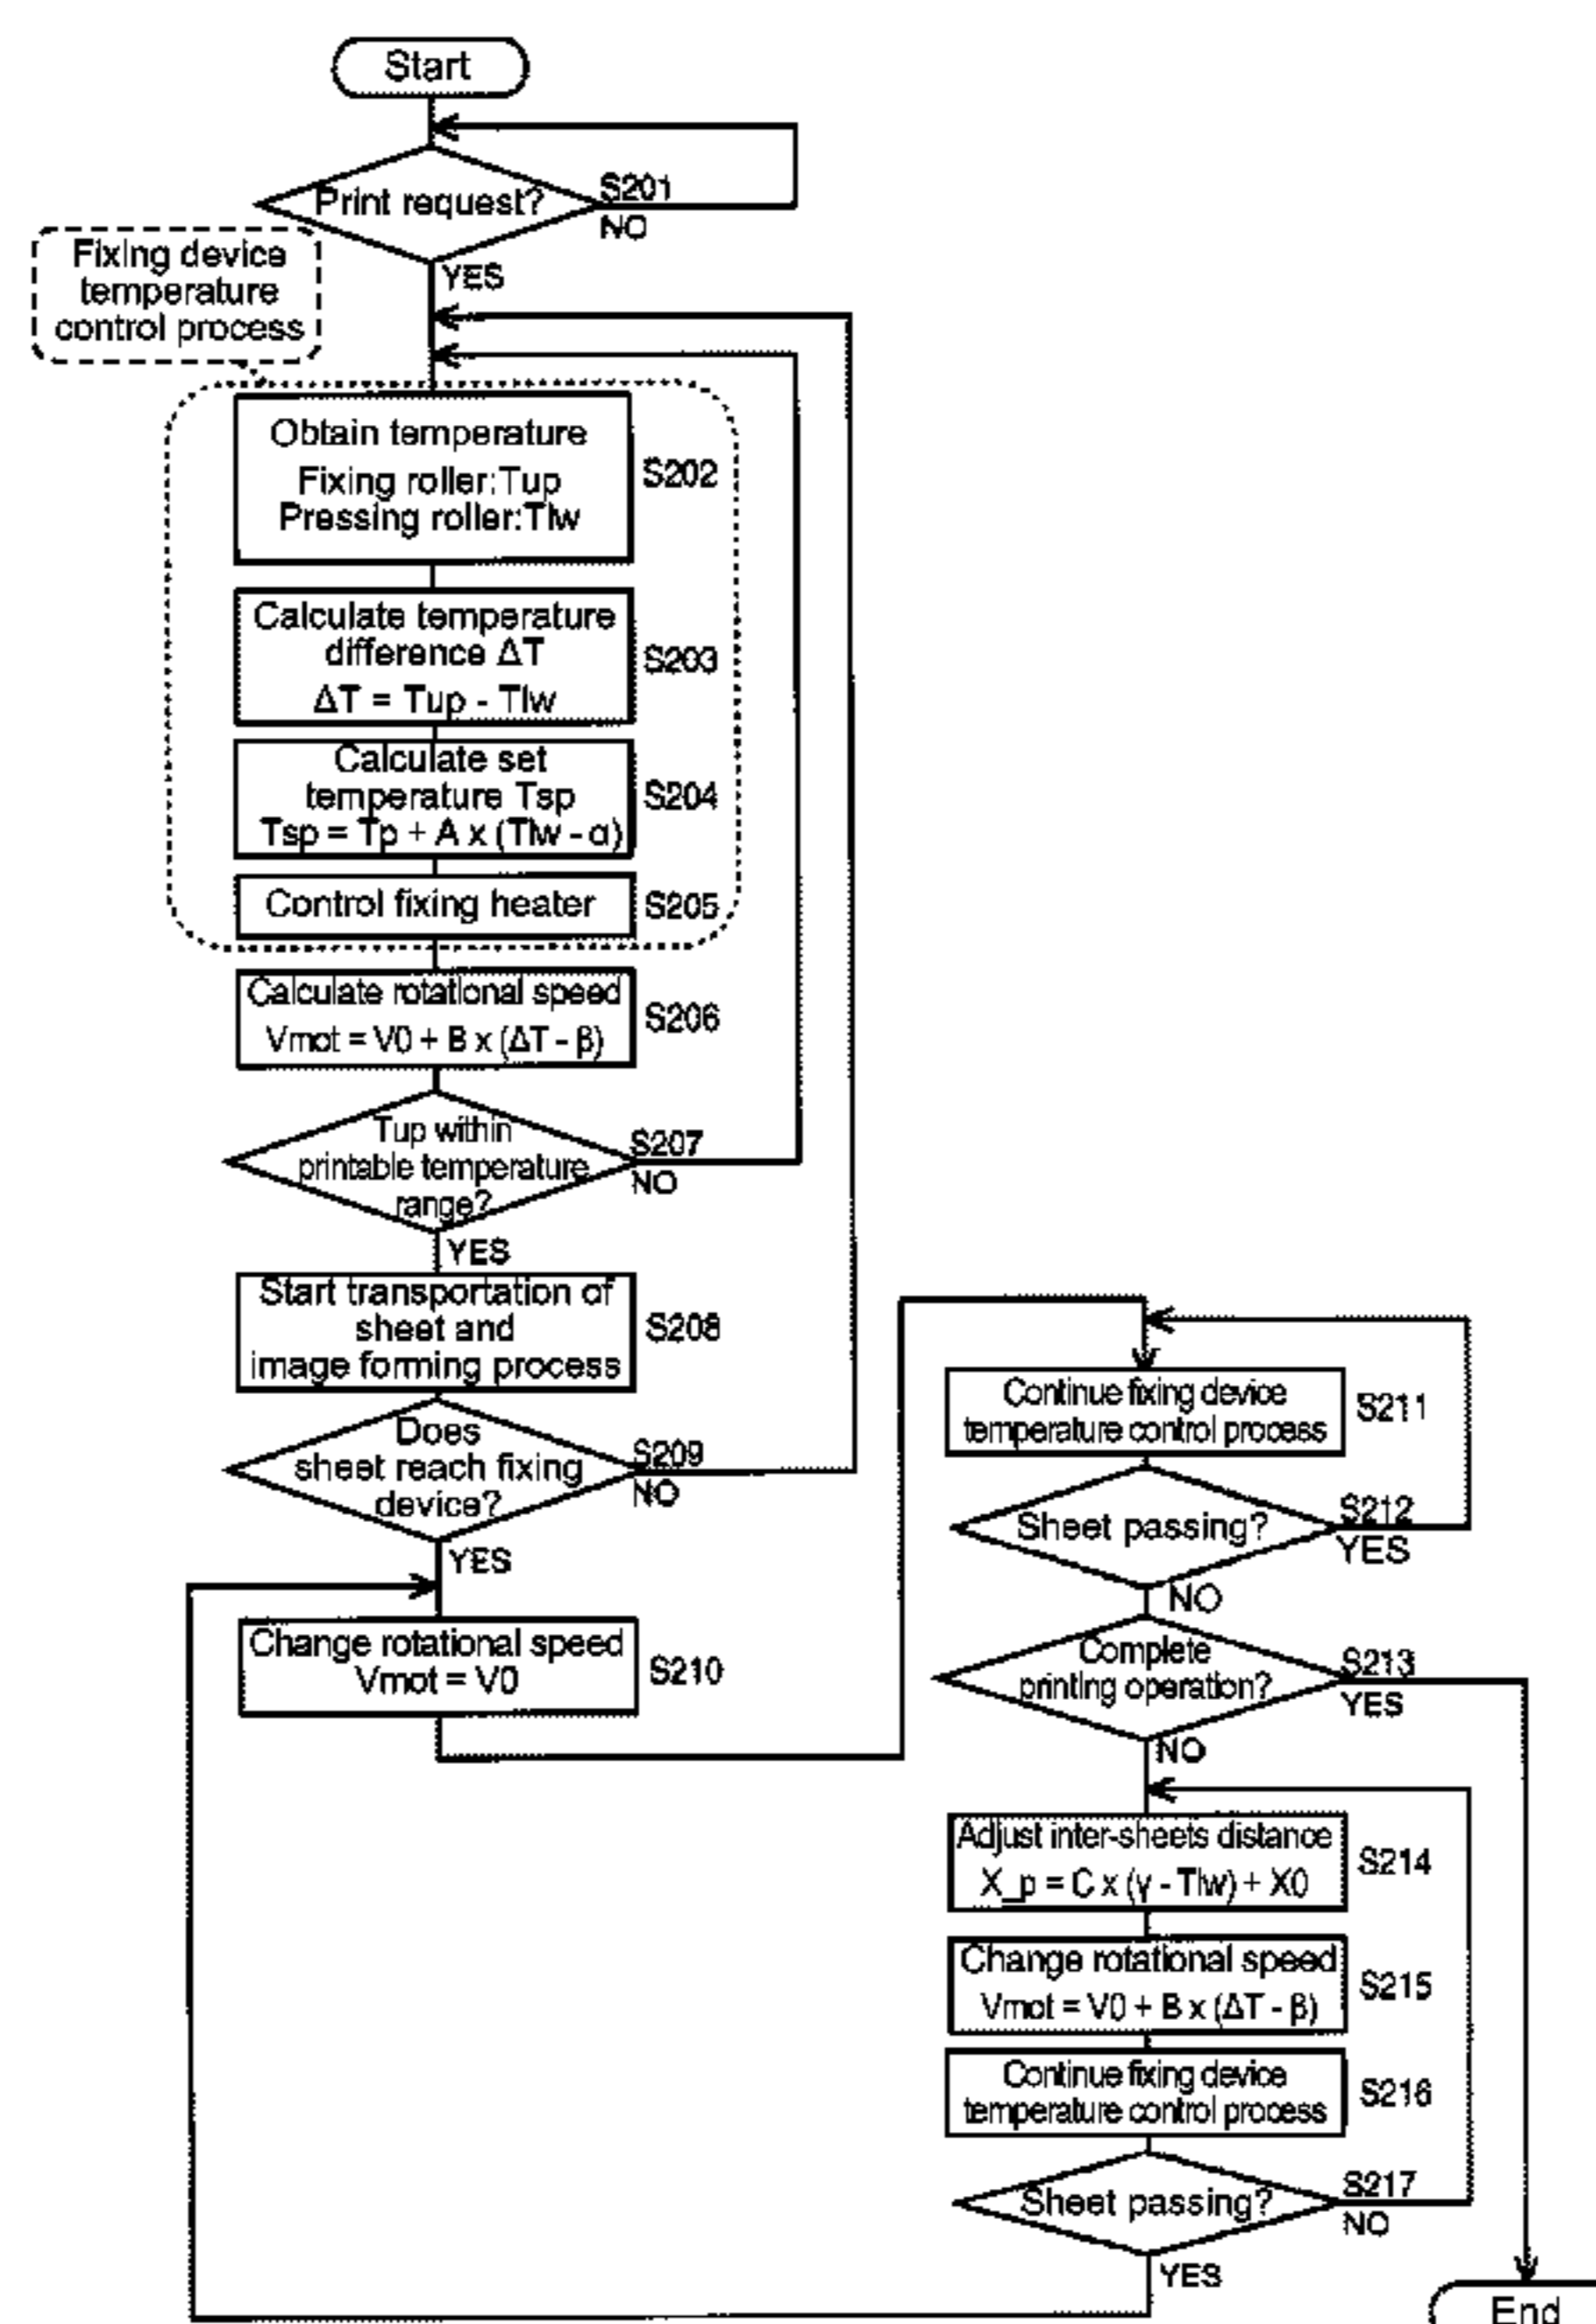 Start
Print request?
S201
NO
YES
Fixing device
temperature
control process
Obtain temperature
Fixing roller:Tup
Pressing roller:Tlw
S202
Calculate temperature
difference ΔT
ΔT = Tup - Tlw
S203
Calculate set
temperature Tsp
Tsp = Tp + A x (Tlw - α)
S204
Control fixing heater
S205
Calculate rotational speed
Vmot = V0 + B x (ΔT - β)
S206
Tup within
printable temperature
range?
S207
NO
YES
Start transportation of
sheet and
image forming process
S208
Does
sheet reach fixing
device?
S209
NO
YES
Change rotational speed
Vmot = V0
S210
Continue fixing device
temperature control process
S211
Sheet passing?
S212
YES
NO
Complete
printing operation?
S213
YES
NO
Adjust inter-sheets distance
X_p = C x (γ - Tlw) + X0
S214
Change rotational speed
Vmot = V0 + B x (ΔT - β)
S215
Continue fixing device
temperature control process
S216
Sheet passing?
S217
NO
YES
End